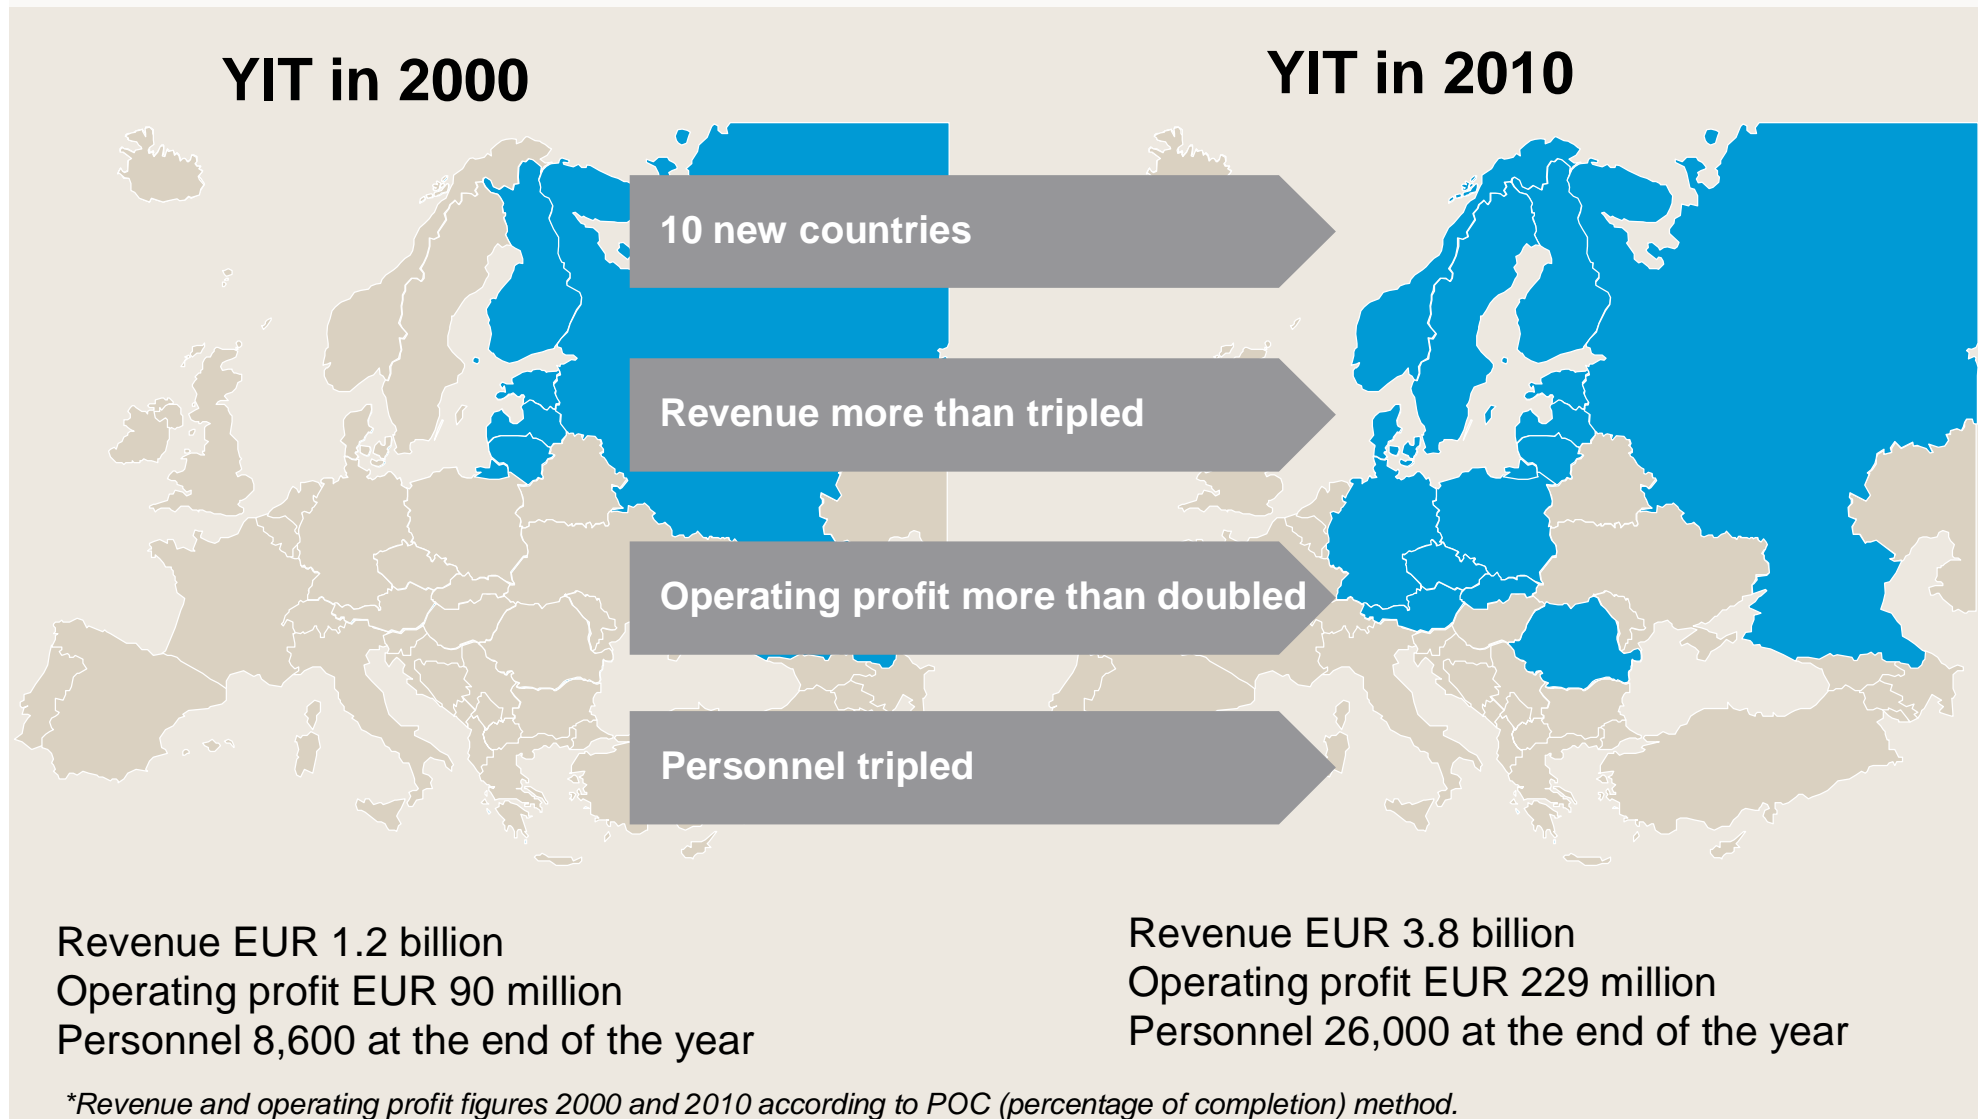 YIT in 2000
YIT in 2010
10 new countries
Revenue more than tripled
Operating profit more than doubled
Personnel tripled
Revenue EUR 1.2 billion
Operating profit EUR 90 million
Personnel 8,600 at the end of the year
Revenue EUR 3.8 billion
Operating profit EUR 229 million
Personnel 26,000 at the end of the year
*Revenue and operating profit figures 2000 and 2010 according to POC (percentage of completion) method.